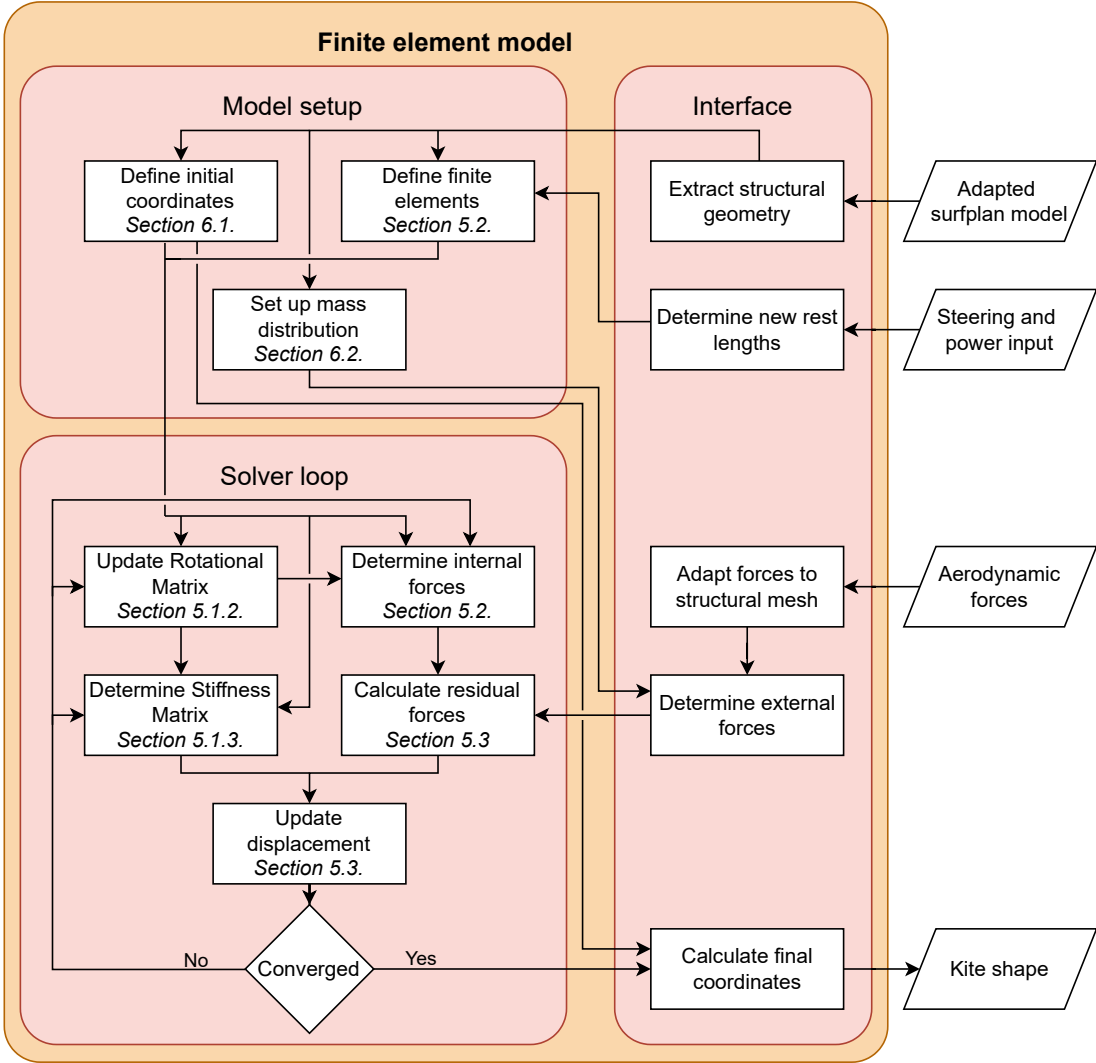 Finite element model
Model setup
Interface
Define initial
coordinates
Section 6.1.
Define finite
elements
Section 5.2.
Extract structural
geometry
Adapted
surfplan model
Set up mass
distribution
Section 6.2.
Determine new rest
lengths
Steering and
power input
Solver loop
Update Rotational
Matrix
Section 5.1.2.
Determine internal
forces
Section 5.2.
Adapt forces to
structural mesh
Aerodynamic
forces
Determine Stiffness
Matrix
Section 5.1.3.
Calculate residual
forces
Section 5.3
Determine external
forces
Update
displacement
Section 5.3.
No
Converged
Yes
Calculate final
coordinates
Kite shape